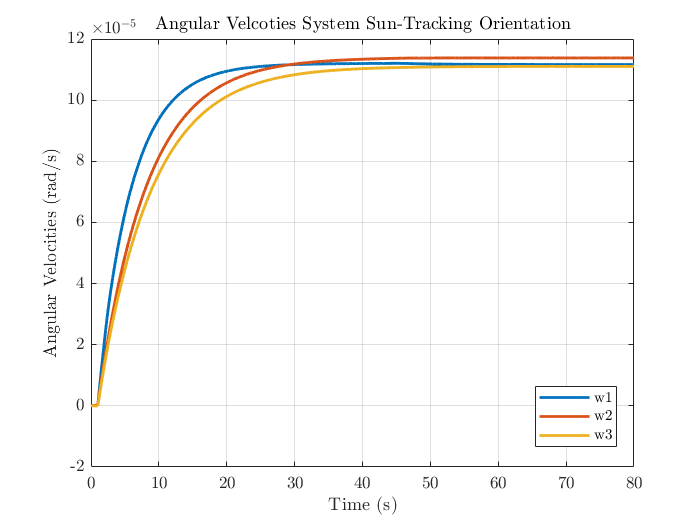 ×10⁻⁵ Angular Velcoties System Sun-Tracking Orientation
12
10
8
6
4
2
0
-2
Angular Velocities (rad/s)
w1
w2
w3
0 10 20 30 40 50 60 70 80
Time (s)